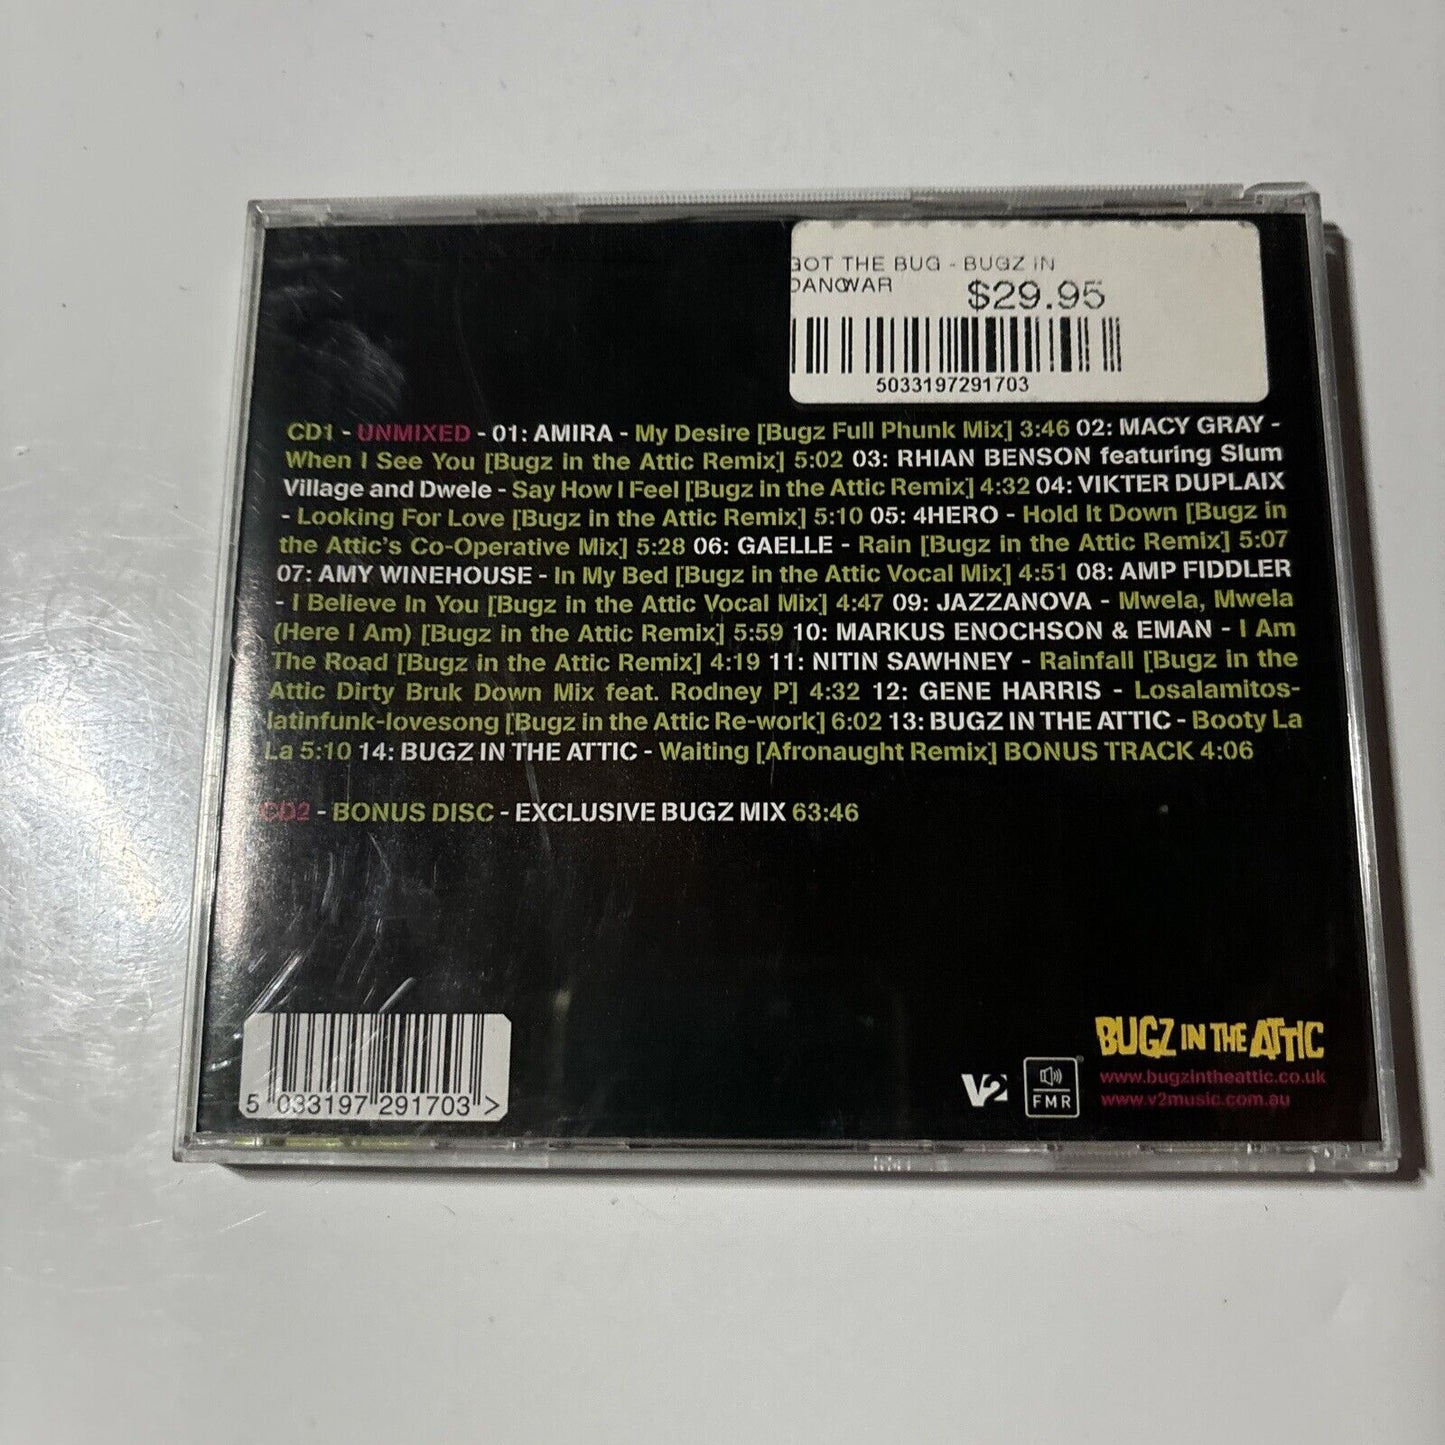 GOT THE BUG - BUGZ IN
WAR
$29.95
5033197291703
CD1 - UNMIXED - 01: AMIRA - My Desire [Bugz Full Phunk Mix] 3:46 02: MACY GRAY -
When I See You [Bugz in the Attic Remix] 5:02 03: RHIAN BENSON featuring Slum
Village and Dwele - Say How I Feel [Bugz in the Attic Remix] 4:32 04: VIKTER DUPLAIX
- Looking For Love [Bugz in the Attic Remix] 5:10 05: 4HERO - Hold It Down [Bugz in
the Attic's Co-Operative Mix] 5:28 06: GAELLE - Rain [Bugz in the Attic Remix] 5:07
07: AMY WINEHOUSE - In My Bed [Bugz in the Attic Vocal Mix] 4:51 08: AMP FIDDLER
- I Believe In You [Bugz in the Attic Vocal Mix] 4:47 09: JAZZANOVA - Mwela, Mwela
(Here I Am) [Bugz in the Attic Remix] 5:59 10: MARKUS ENOCHSON & EMAN - I Am
The Road [Bugz in the Attic Remix] 4:19 11: NITIN SAWHNEY - Rainfall [Bugz in the
Attic Dirty Bruk Down Mix feat. Rodney P] 4:32 12: GENE HARRIS - Losalamitos-
latinfunk-lovesong [Bugz in the Attic Re-work] 6:02 13: BUGZ IN THE ATTIC - Booty La
La 5:10 14: BUGZ IN THE ATTIC - Waiting [Afronaught Remix] BONUS TRACK 4:06
CD2 - BONUS DISC - EXCLUSIVE BUGZ MIX 63:46
5 033197 291703 >
V2
FMR
BUGZ IN THE ATTIC
www.bugzintheattic.co.uk
www.v2music.com.au